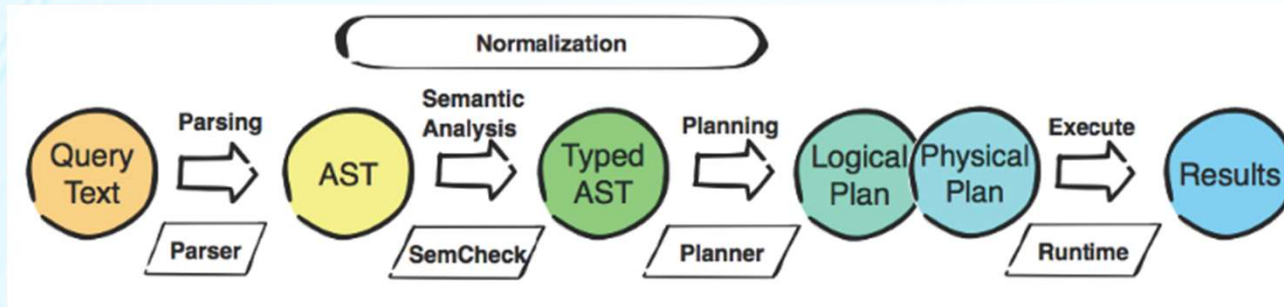 Normalization
Parsing
Semantic
Analysis
Planning
Execute
Query
Text
AST
Typed
AST
Logical
Plan
Physical
Plan
Results
Parser
SemCheck
Planner
Runtime